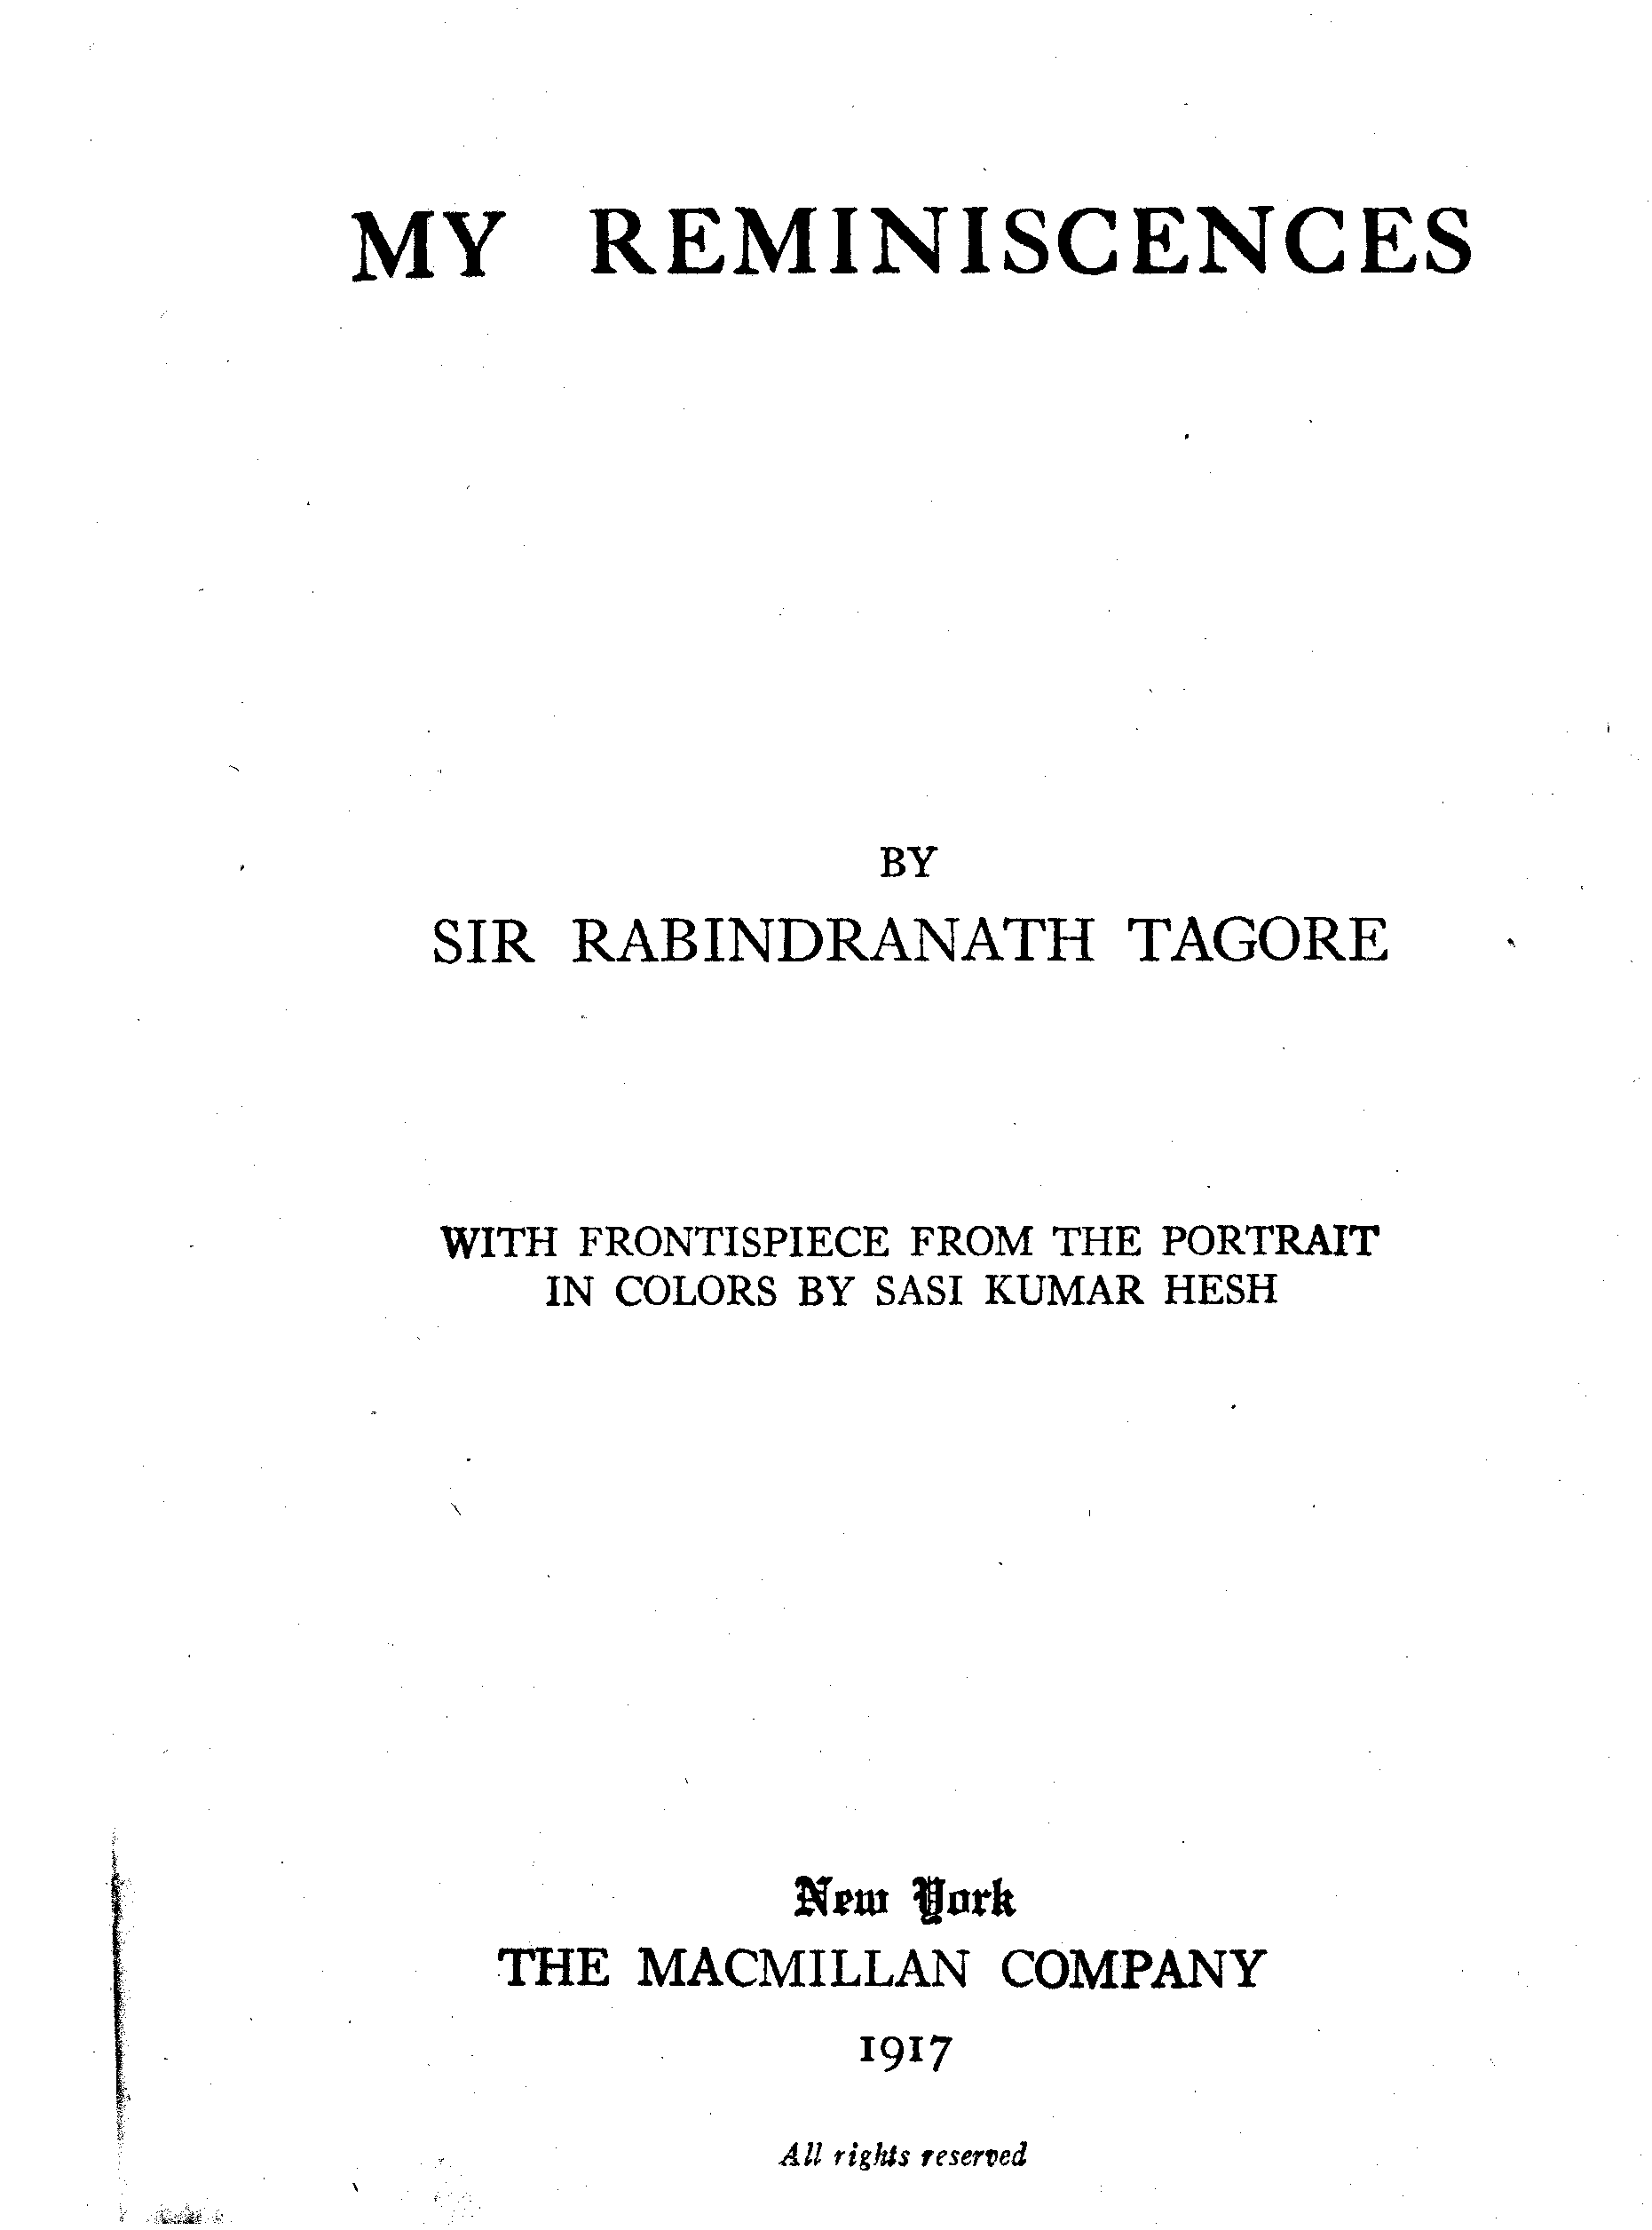 MY REMINISCENCES
BY
SIR RABINDRANATH TAGORE
WITH FRONTISPIECE FROM THE PORTRAIT
IN COLORS BY SASI KUMAR HESH
New York
THE MACMILLAN COMPANY
1917
All rights reserved